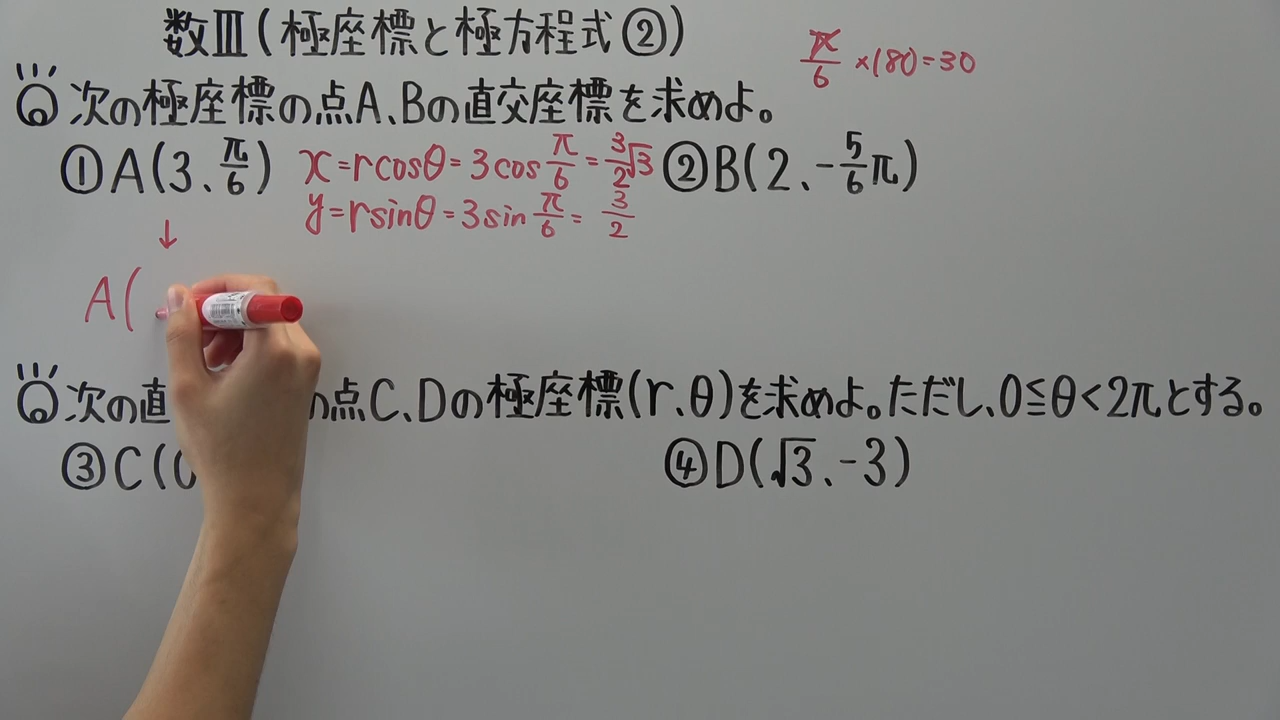 数Ⅲ(極座標と極方程式②)
π/6 ×180=30
次の極座標の点A、Bの直交座標を求めよ。
①A(3、π/6) x=rcosθ=3cos π/6 = 3/2 √3 ②B(2、-5/6 π)
y=rsinθ=3sin π/6 = 3/2
↓
A(
次の直 の点C、Dの極座標(r、θ)を求めよ。ただし、0≦θ<2πとする。
③C( ④D(√3、-3)